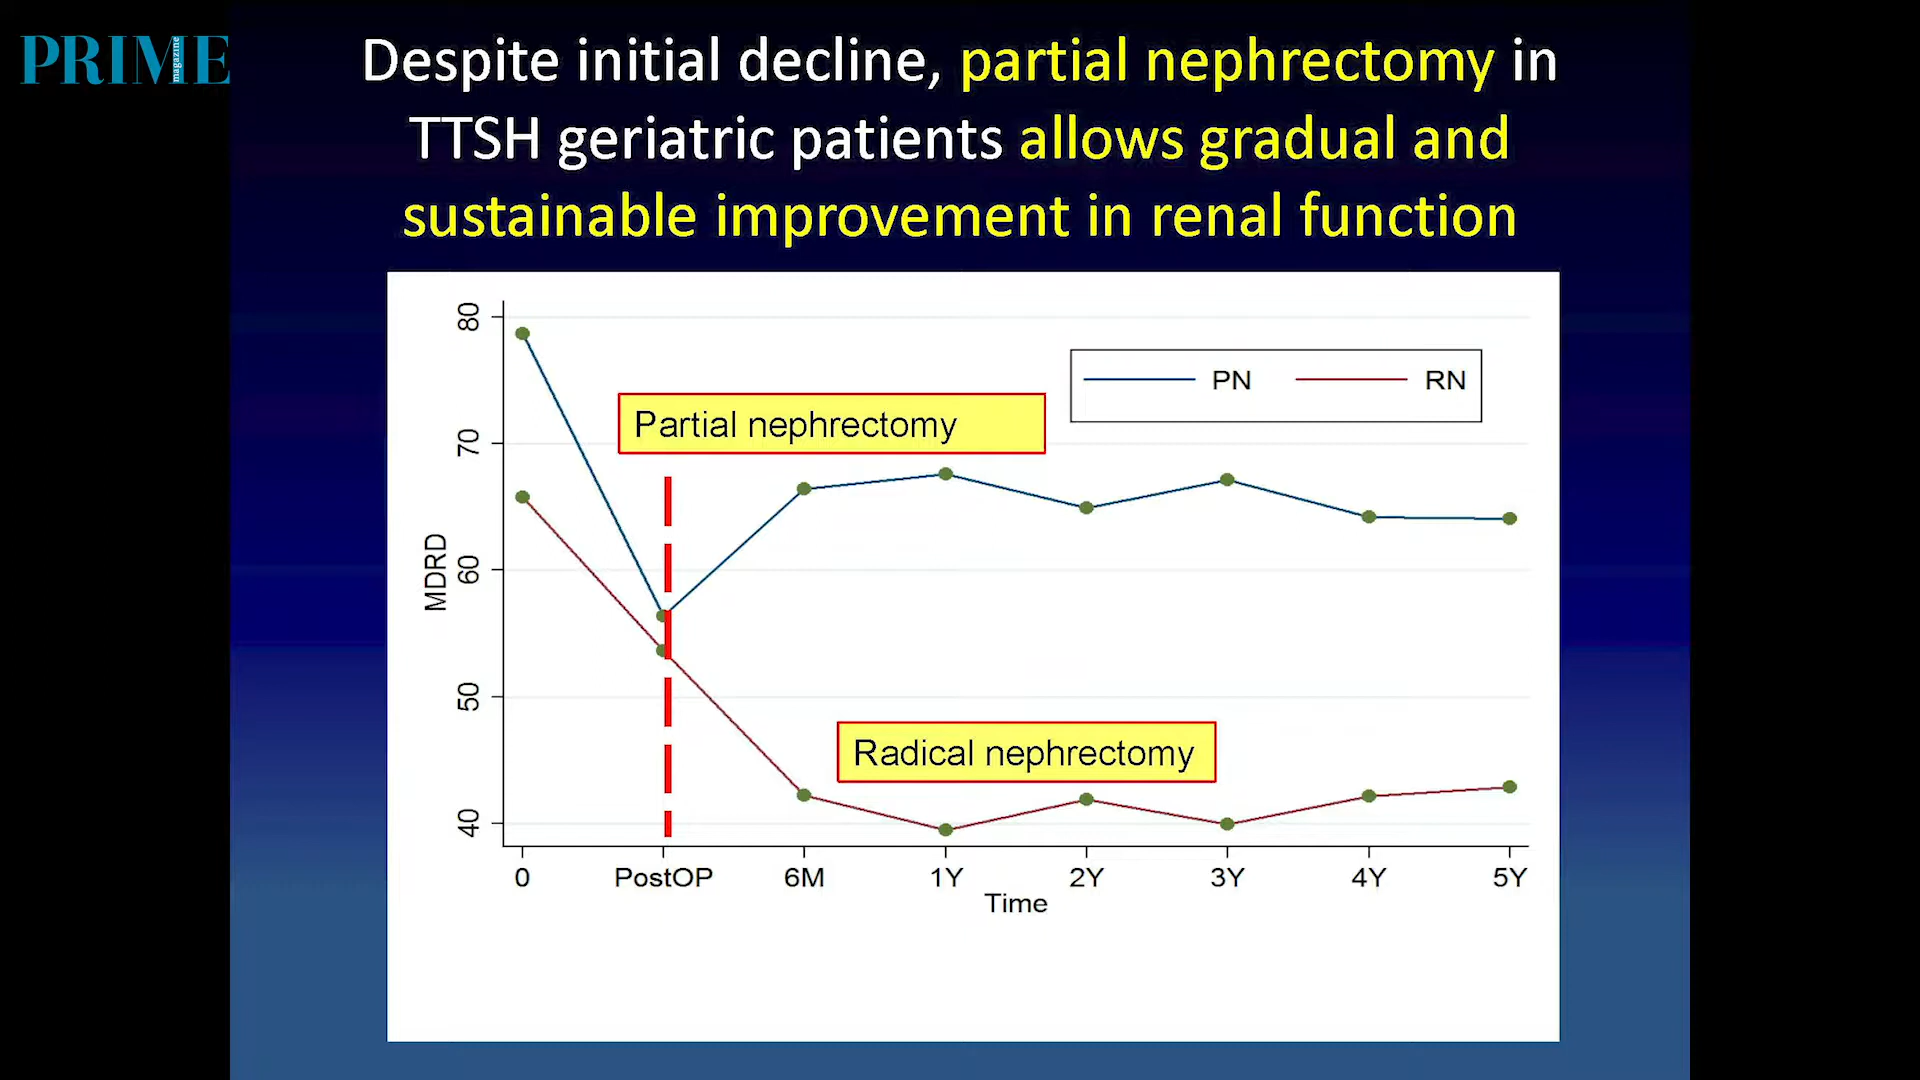 PRIME
magazine
Despite initial decline, partial nephrectomy in
TTSH geriatric patients allows gradual and
sustainable improvement in renal function
80
70
60
50
40
MDRD
PN
RN
Partial nephrectomy
Radical nephrectomy
0
PostOP
6M
1Y
2Y
3Y
4Y
5Y
Time